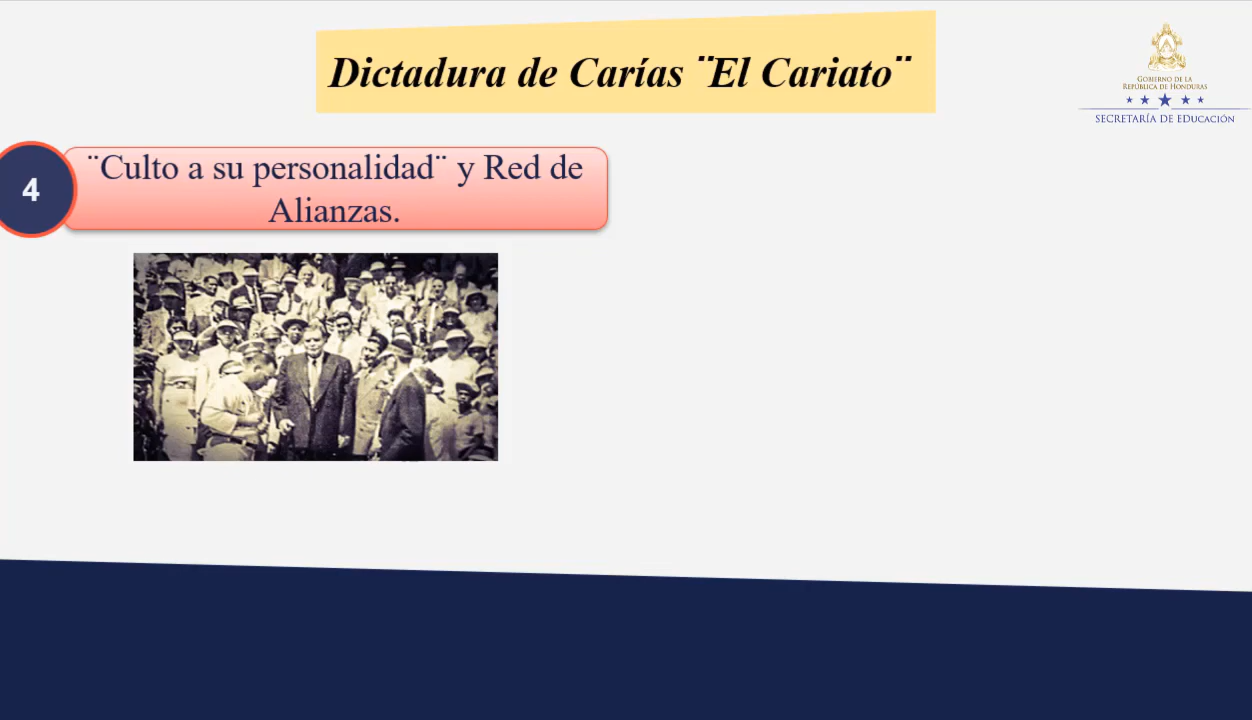 Dictadura de Carías ¨El Cariato¨
GOBIERNO DE LA
REPÚBLICA DE HONDURAS
SECRETARÍA DE EDUCACIÓN
4
¨Culto a su personalidad¨ y Red de
Alianzas.